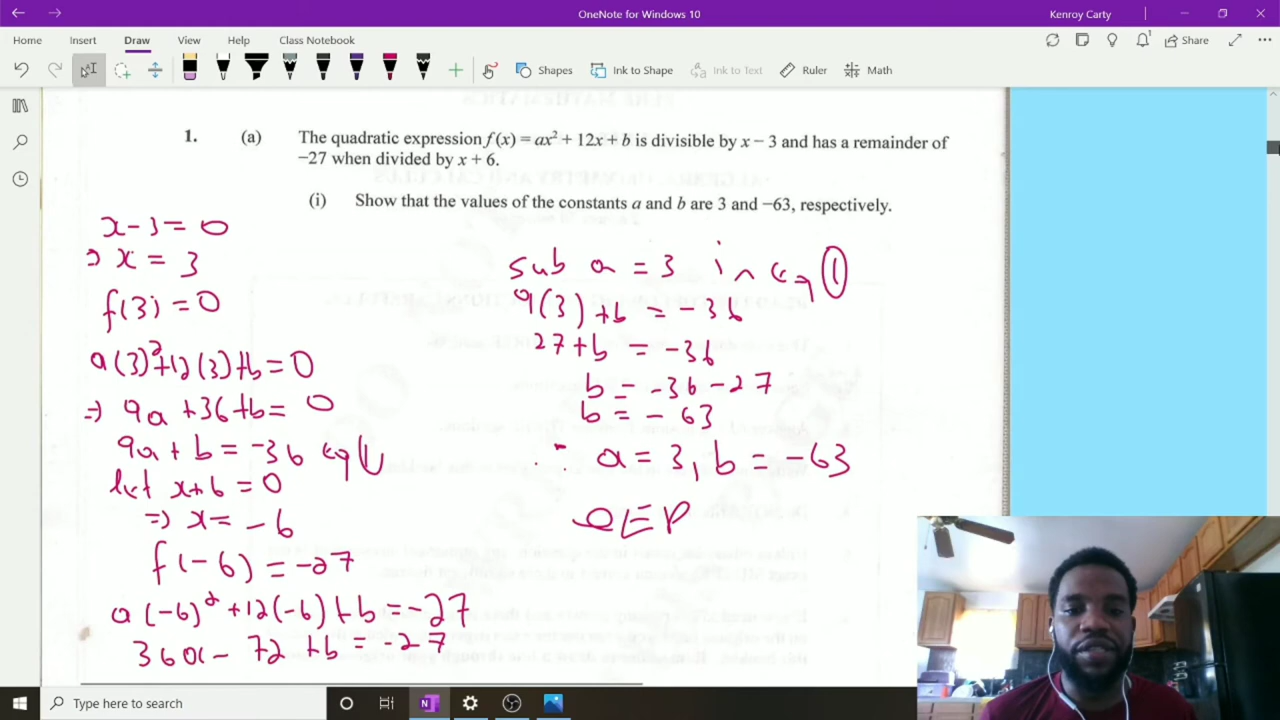 OneNote for Windows 10
Kenroy Carty
Home Insert Draw View Help Class Notebook
Share
Shapes Ink to Shape Ink to Text Ruler Math
1. (a) The quadratic expression f(x) = ax² + 12x + b is divisible by x − 3 and has a remainder of
−27 when divided by x + 6.
(i) Show that the values of the constants a and b are 3 and −63, respectively.
x-3=0
⇒ x = 3
f(3) = 0
a(3)²+12(3)+b=0
⇒ 9a +36+b= 0
9a + b = -36 eq 1
let x+6=0
⇒ x= -6
f(-6) = -27
a(-6)² +12(-6)+b=-27
36a- 72 +b = -27
sub a = 3 in eq 1
9(3) +b = -36
27 +b = -36
b = -36 -27
b = - 63
a = 3, b = -63
QED
Type here to search